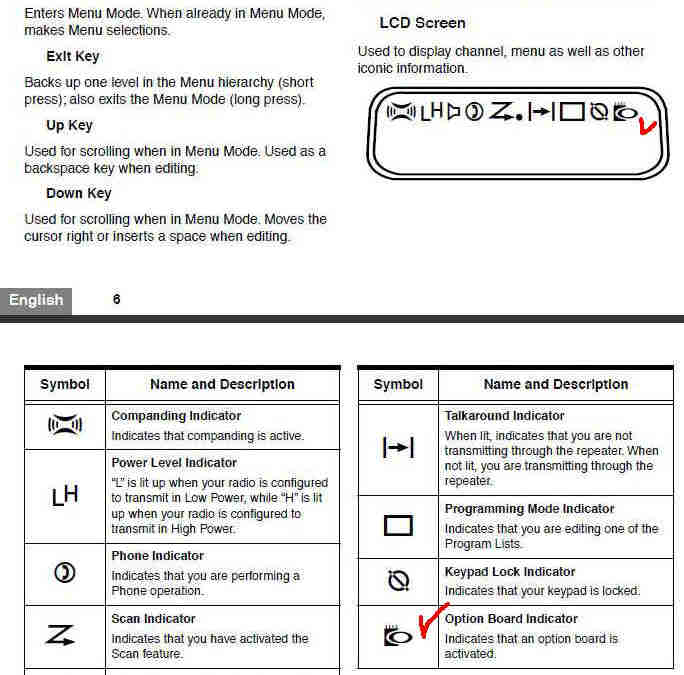 Enters Menu Mode. When already in Menu Mode,
makes Menu selections.
Exit Key
Backs up one level in the Menu hierarchy (short
press); also exits the Menu Mode (long press).
Up Key
Used for scrolling when in Menu Mode. Used as a
backspace key when editing.
Down Key
Used for scrolling when in Menu Mode. Moves the
cursor right or inserts a space when editing.
LCD Screen
Used to display channel, menu as well as other
iconic information.
LH
English 6
Symbol Name and Description
Companding Indicator
Indicates that companding is active.
LH
Power Level Indicator
“L” is lit up when your radio is configured
to transmit in Low Power, while “H” is lit
up when your radio is configured to
transmit in High Power.
Phone Indicator
Indicates that you are performing a
Phone operation.
Scan Indicator
Indicates that you have activated the
Scan feature.
Symbol Name and Description
Talkaround Indicator
When lit, indicates that you are not
transmitting through the repeater. When
not lit, you are transmitting through the
repeater.
Programming Mode Indicator
Indicates that you are editing one of the
Program Lists.
Keypad Lock Indicator
Indicates that your keypad is locked.
Option Board Indicator
Indicates that an option board is
activated.